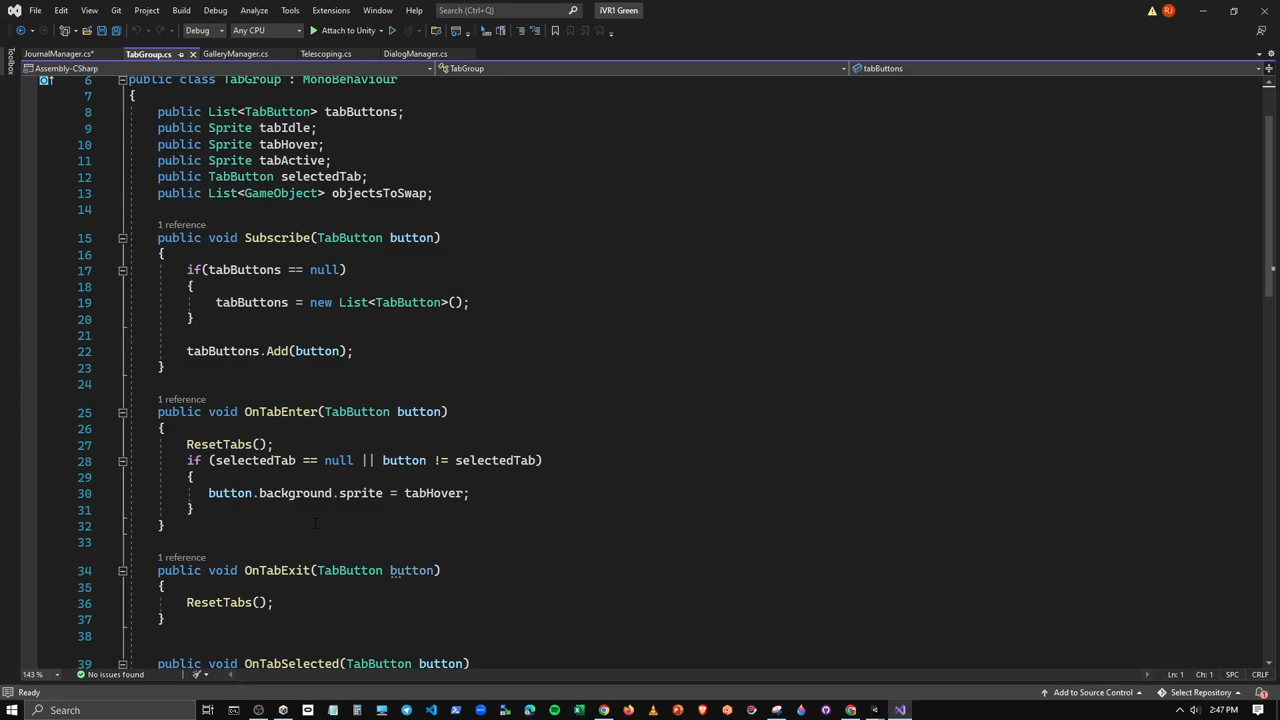 File Edit View Git Project Build Debug Analyze Tools Extensions Window Help Search (Ctrl+Q) iVR1 Green RJ
Debug Any CPU Attach to Unity
JournalManager.cs* TabGroup.cs GalleryManager.cs Telescoping.cs DialogManager.cs
Toolbox
Assembly-CSharp TabGroup tabButtons
6 public class TabGroup : MonoBehaviour
7 {
8 public List<TabButton> tabButtons;
9 public Sprite tabIdle;
10 public Sprite tabHover;
11 public Sprite tabActive;
12 public TabButton selectedTab;
13 public List<GameObject> objectsToSwap;
14
1 reference
15 public void Subscribe(TabButton button)
16 {
17 if(tabButtons == null)
18 {
19 tabButtons = new List<TabButton>();
20 }
21
22 tabButtons.Add(button);
23 }
24
1 reference
25 public void OnTabEnter(TabButton button)
26 {
27 ResetTabs();
28 if (selectedTab == null || button != selectedTab)
29 {
30 button.background.sprite = tabHover;
31 }
32 }
33
1 reference
34 public void OnTabExit(TabButton button)
35 {
36 ResetTabs();
37 }
38
39 public void OnTabSelected(TabButton button)
143 % No issues found Ln: 1 Ch: 1 SPC CRLF
Ready Add to Source Control Select Repository 1
Search 2:47 PM